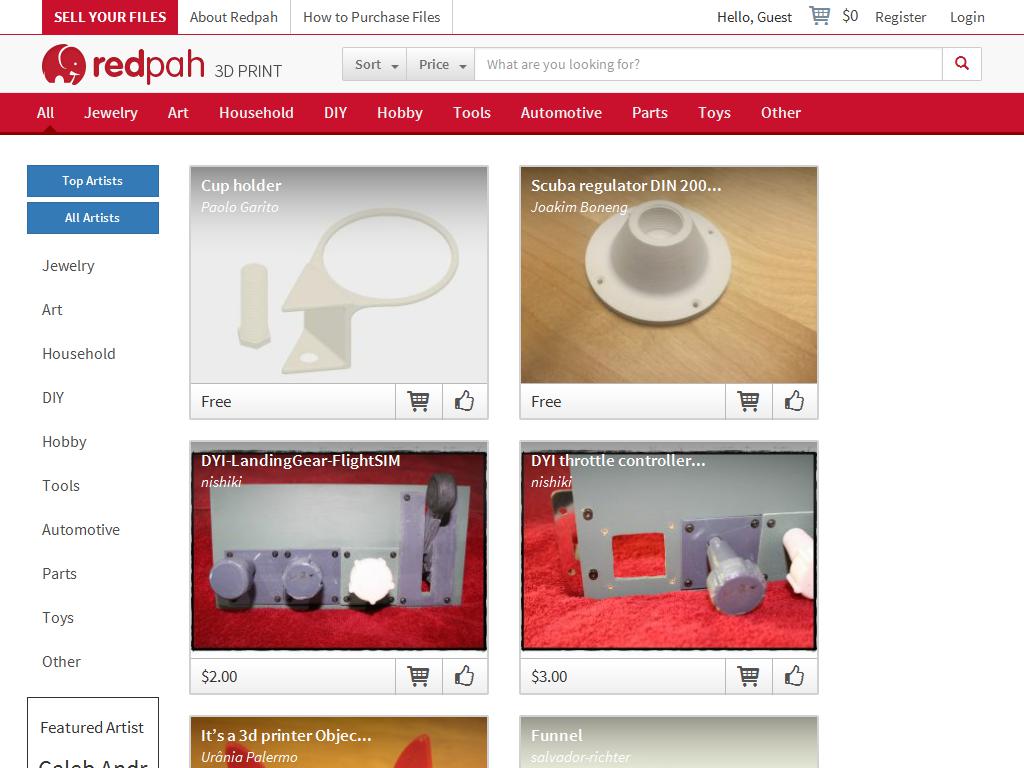 SELL YOUR FILES
About Redpah
How to Purchase Files
Hello, Guest
$0
Register
Login
redpah 3D PRINT
Sort
Price
What are you looking for?
All
Jewelry
Art
Household
DIY
Hobby
Tools
Automotive
Parts
Toys
Other
Top Artists
All Artists
Jewelry
Art
Household
DIY
Hobby
Tools
Automotive
Parts
Toys
Other
Featured Artist
Caleb Andr
Cup holder
Paolo Garito
Free
Scuba regulator DIN 200...
Joakim Boneng
Free
DYI-LandingGear-FlightSIM
nishiki
$2.00
DYI throttle controller...
nishiki
$3.00
It's a 3d printer Objec...
Urânia Palermo
Funnel
salvador-richter